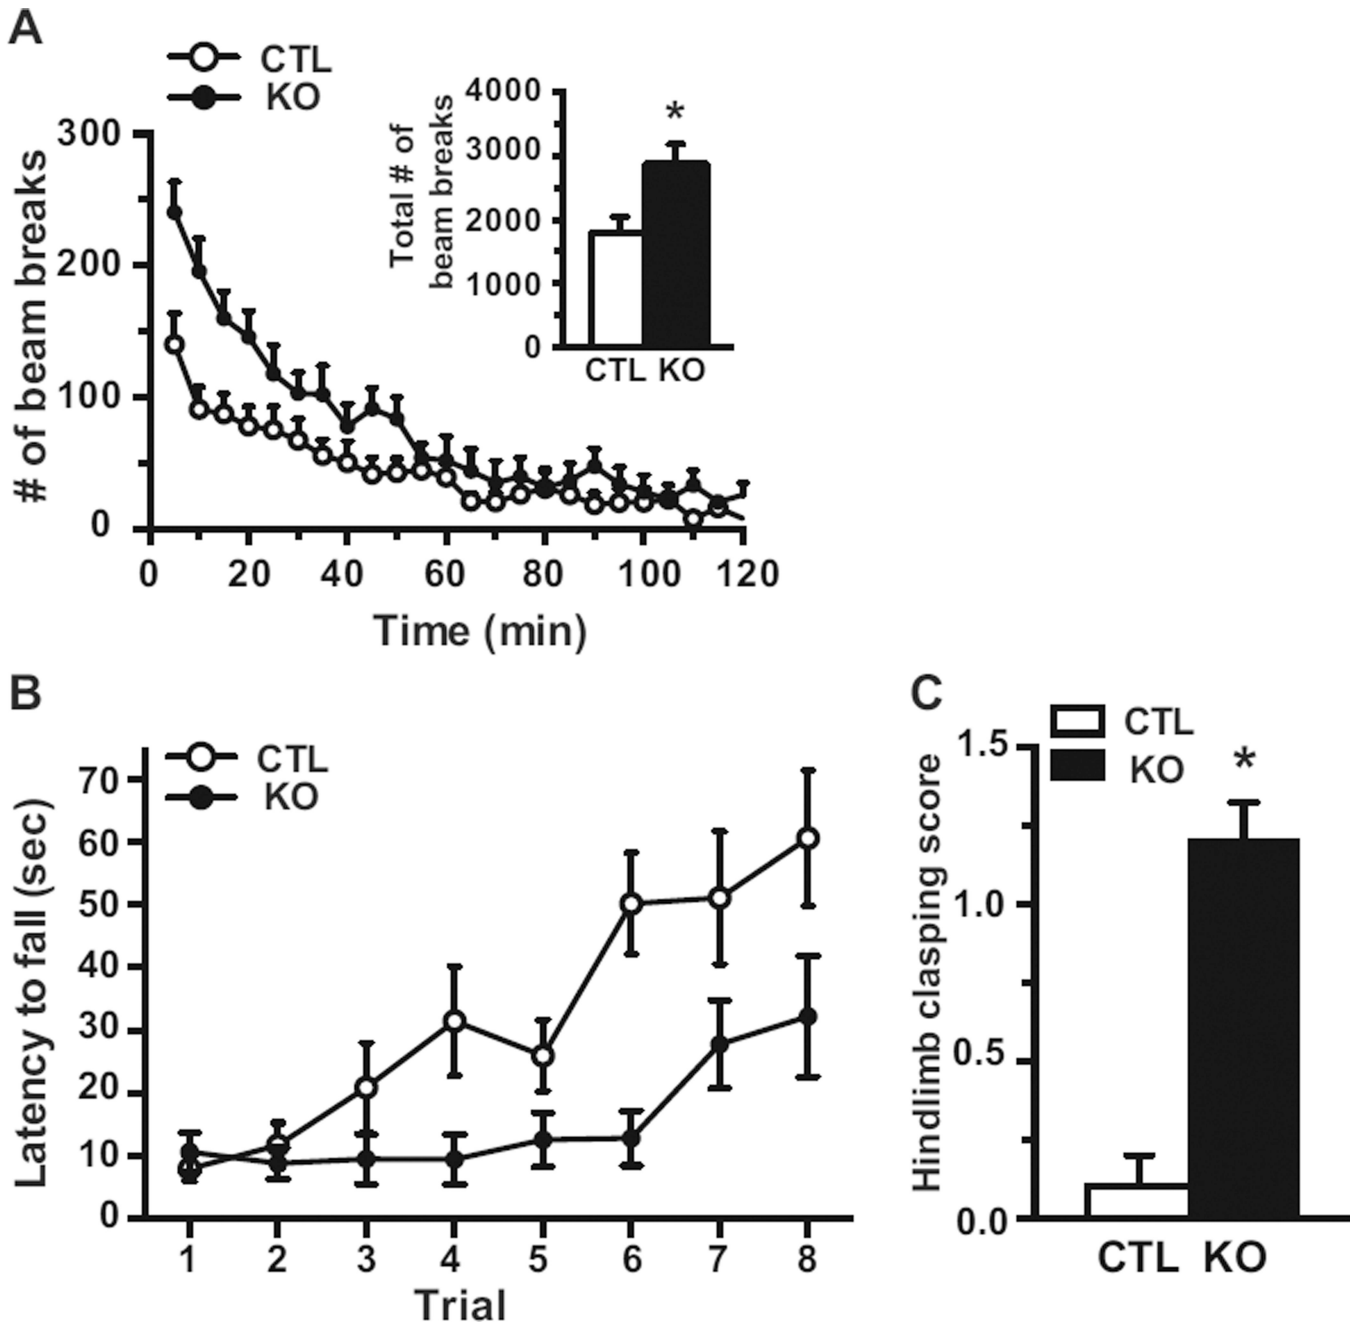 A
CTL
KO
# of beam breaks
300
200
100
0
0 20 40 60 80 100 120
Time (min)
Total # of
beam breaks
4000
3000
2000
1000
0
*
CTL KO
B
CTL
KO
Latency to fall (sec)
70
60
50
40
30
20
10
0
1 2 3 4 5 6 7 8
Trial
C
CTL
KO
Hindlimb clasping score
1.5
1.0
0.5
0.0
*
CTL KO